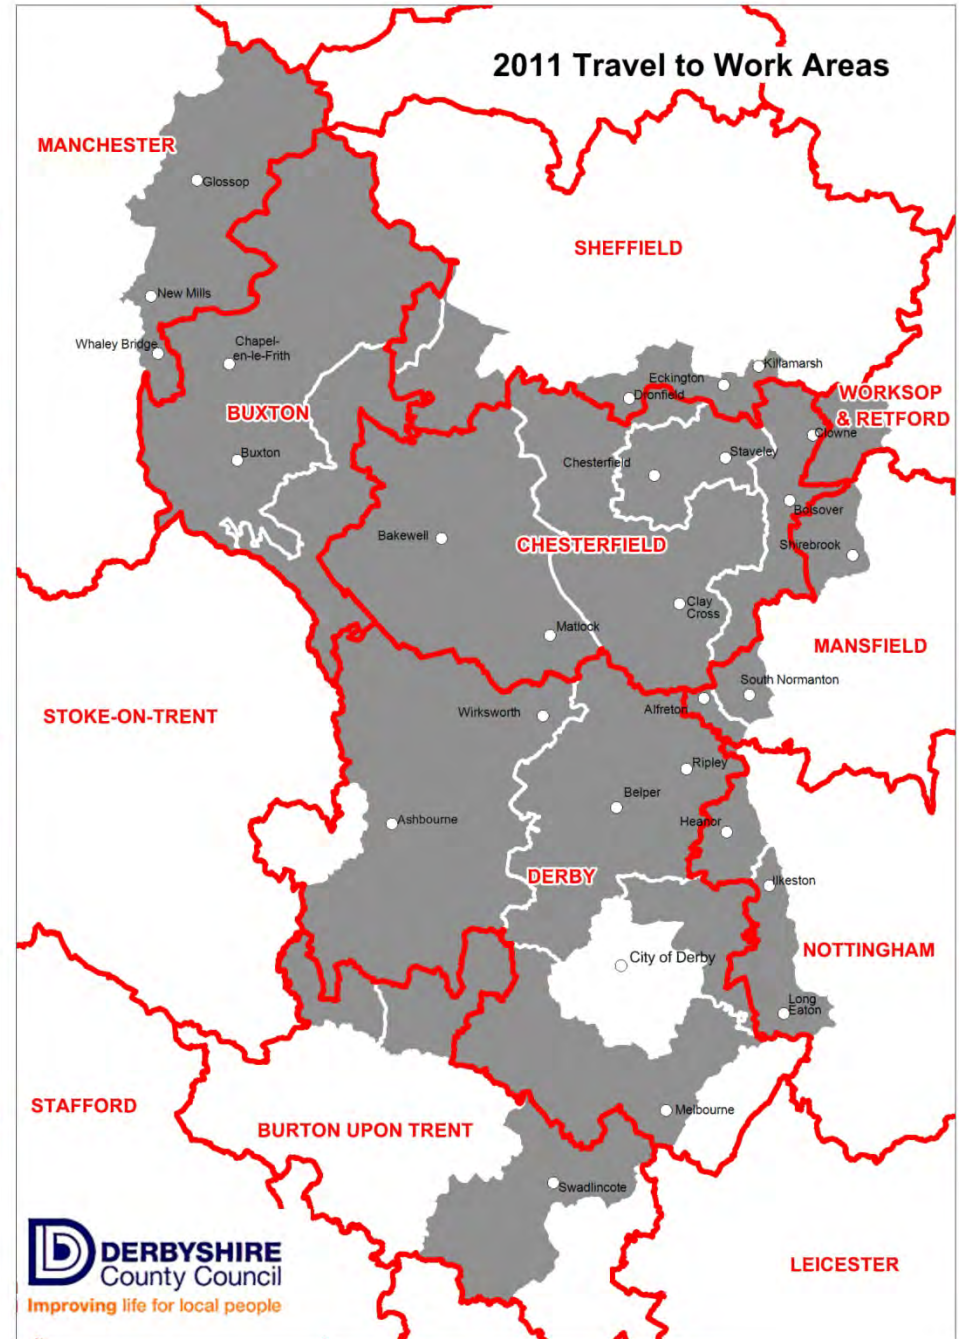 2011 Travel to Work Areas
MANCHESTER
Glossop
SHEFFIELD
New Mills
Whaley Bridge
Chapel-
en-le-Frith
Killamarsh
Eckington
Dronfield
WORKSOP
& RETFORD
BUXTON
Clowne
Buxton
Staveley
Chesterfield
Bolsover
Bakewell
CHESTERFIELD
Shirebrook
Clay
Cross
Matlock
MANSFIELD
South Normanton
STOKE-ON-TRENT
Wirksworth
Alfreton
Ripley
Belper
Ashbourne
Heanor
DERBY
Ilkeston
NOTTINGHAM
City of Derby
Long
Eaton
STAFFORD
Melbourne
BURTON UPON TRENT
Swadlincote
DERBYSHIRE
County Council
Improving life for local people
LEICESTER